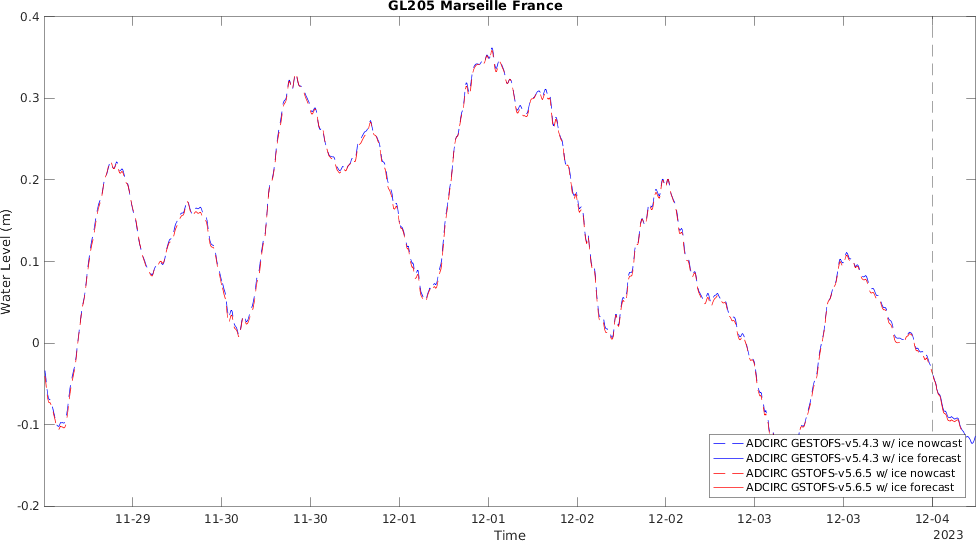 GL205 Marseille France
0.4
0.3
0.2
0.1
0
-0.1
-0.2
Water Level (m)
11-29
11-30
11-30
12-01
12-01
12-02
12-02
12-03
12-03
12-04
2023
Time
ADCIRC GESTOFS-v5.4.3 w/ ice nowcast
ADCIRC GESTOFS-v5.4.3 w/ ice forecast
ADCIRC GSTOFS-v5.6.5 w/ ice nowcast
ADCIRC GSTOFS-v5.6.5 w/ ice forecast